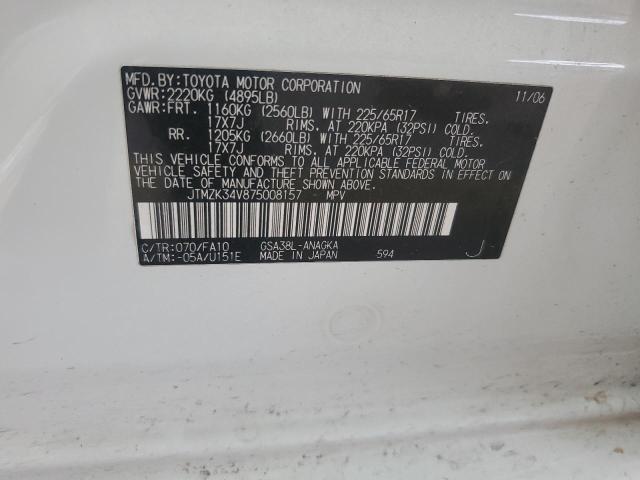 MFD.BY:TOYOTA MOTOR CORPORATION 11/06
GVWR:2220KG (4895LB)
GAWR:FRT. 1160KG (2560LB) WITH 225/65R17 TIRES.
17X7J RIMS. AT 220KPA (32PSI) COLD.
RR. 1205KG (2660LB) WITH 225/65R17 TIRES.
17X7J RIMS. AT 220KPA (32PSI) COLD.
THIS VEHICLE CONFORMS TO ALL APPLICABLE FEDERAL MOTOR
VEHICLE SAFETY AND THEFT PREVENTION STANDARDS IN EFFECT
ON THE DATE OF MANUFACTURE SHOWN ABOVE.
JTMZK34V875008157 MPV
C/TR:070/FA10 GSA38L-ANAGKA
A/TM:-05A/U151E MADE IN JAPAN 594 J